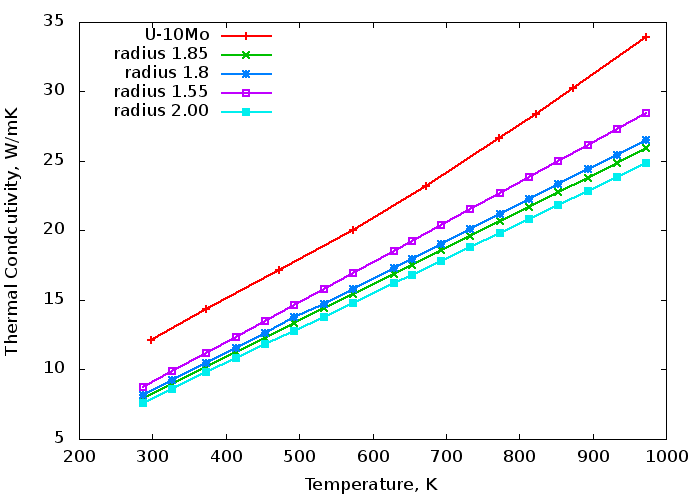 35
30
25
20
15
10
5
200
300
400
500
600
700
800
900
1000
Thermal Condcutivity, W/mK
Temperature, K
U-10Mo
radius 1.85
radius 1.8
radius 1.55
radius 2.00